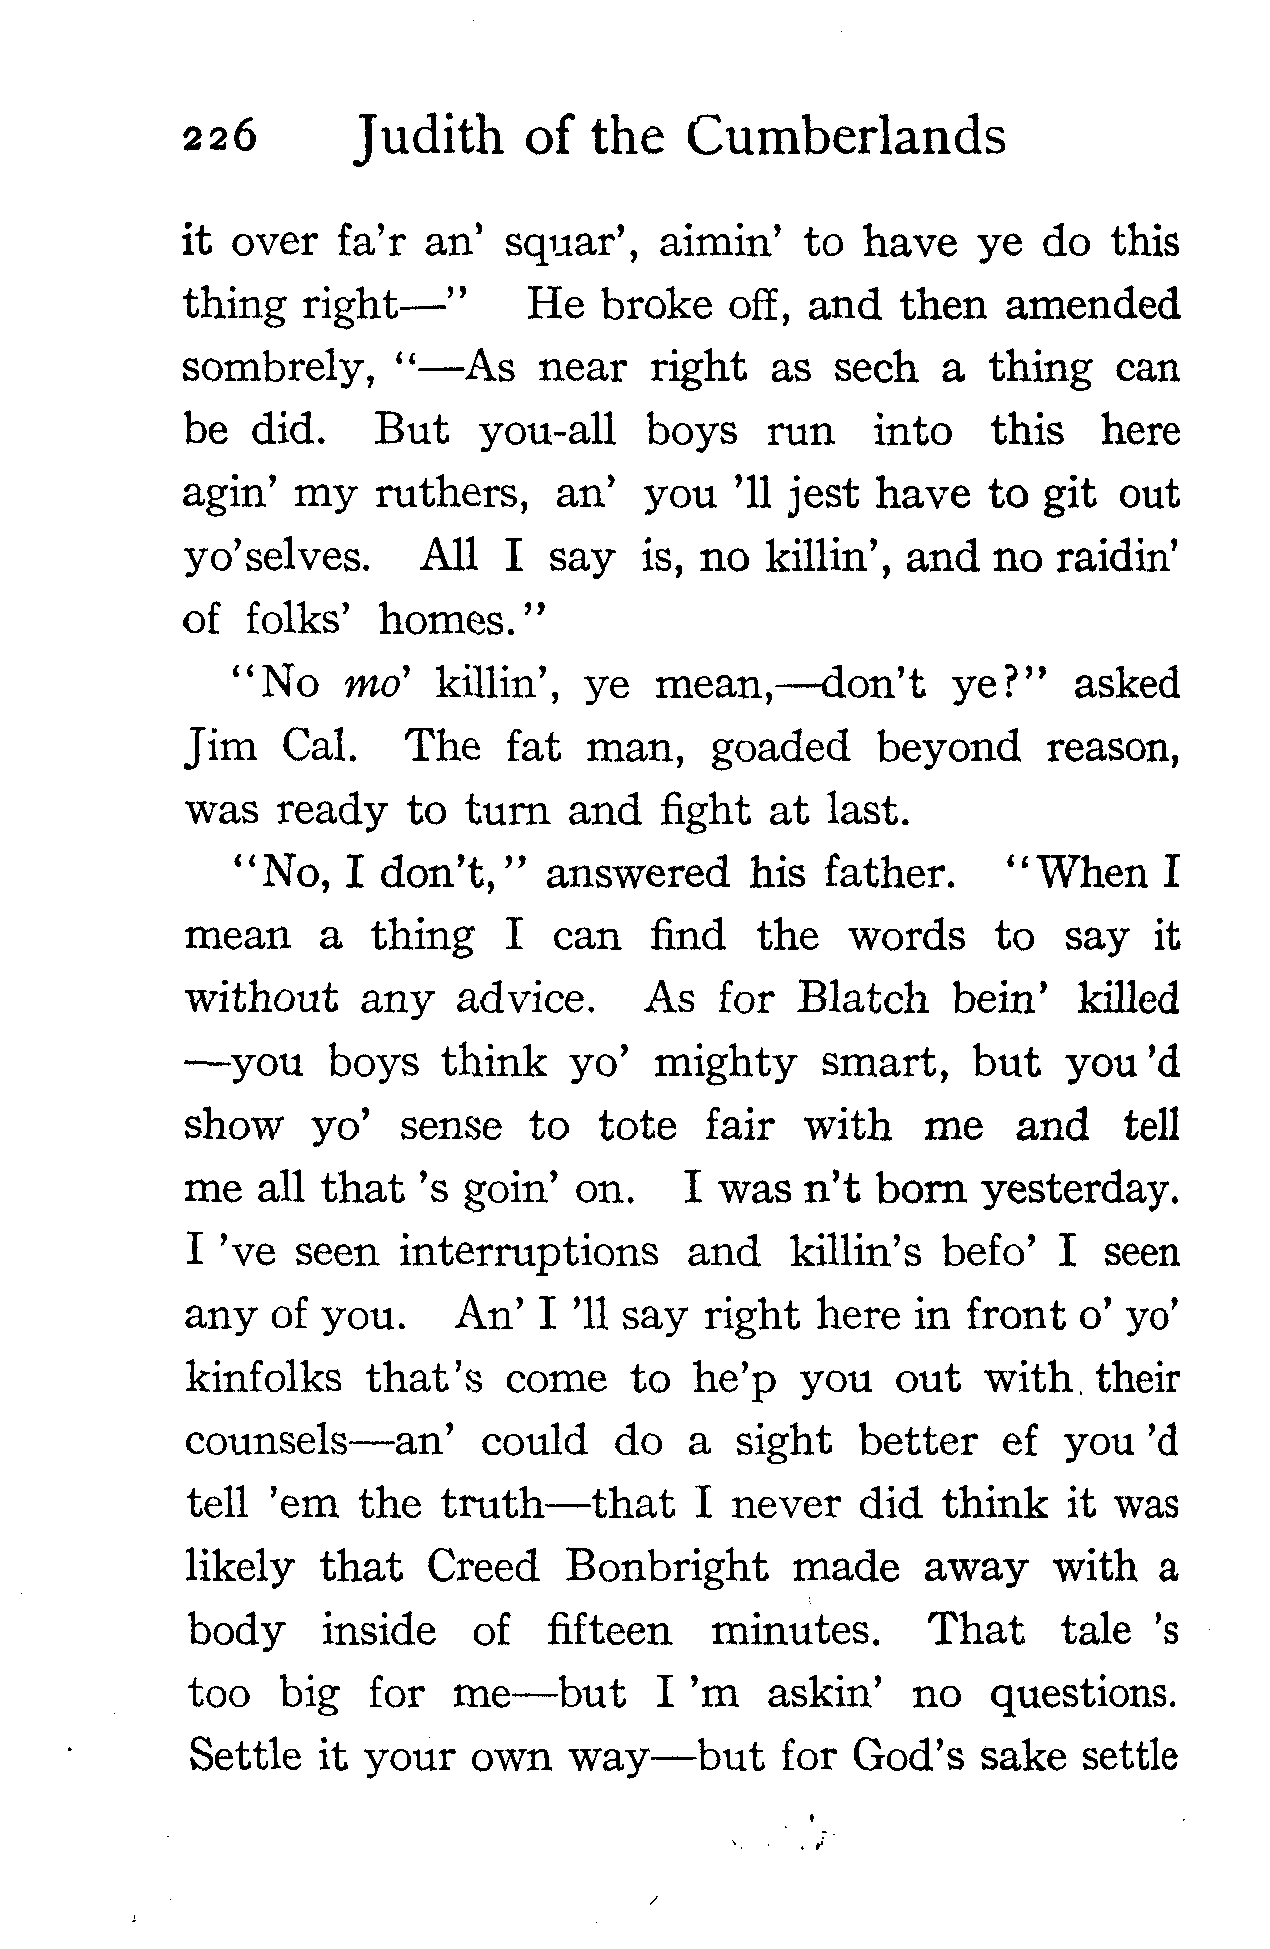 226 Judith of the Cumberlands
it over fa'r an' squar', aimin' to have ye do this
thing right—" He broke off, and then amended
sombrely, "—As near right as sech a thing can
be did. But you-all boys run into this here
agin' my ruthers, an' you 'll jest have to git out
yo'selves. All I say is, no killin', and no raidin'
of folks' homes."
"No mo' killin', ye mean,—don't ye?" asked
Jim Cal. The fat man, goaded beyond reason,
was ready to turn and fight at last.
"No, I don't," answered his father. "When I
mean a thing I can find the words to say it
without any advice. As for Blatch bein' killed
—you boys think yo' mighty smart, but you 'd
show yo' sense to tote fair with me and tell
me all that 's goin' on. I was n't born yesterday.
I 've seen interruptions and killin's befo' I seen
any of you. An' I 'll say right here in front o' yo'
kinfolks that's come to he'p you out with their
counsels—an' could do a sight better ef you 'd
tell 'em the truth—that I never did think it was
likely that Creed Bonbright made away with a
body inside of fifteen minutes. That tale 's
too big for me—but I 'm askin' no questions.
Settle it your own way—but for God's sake settle